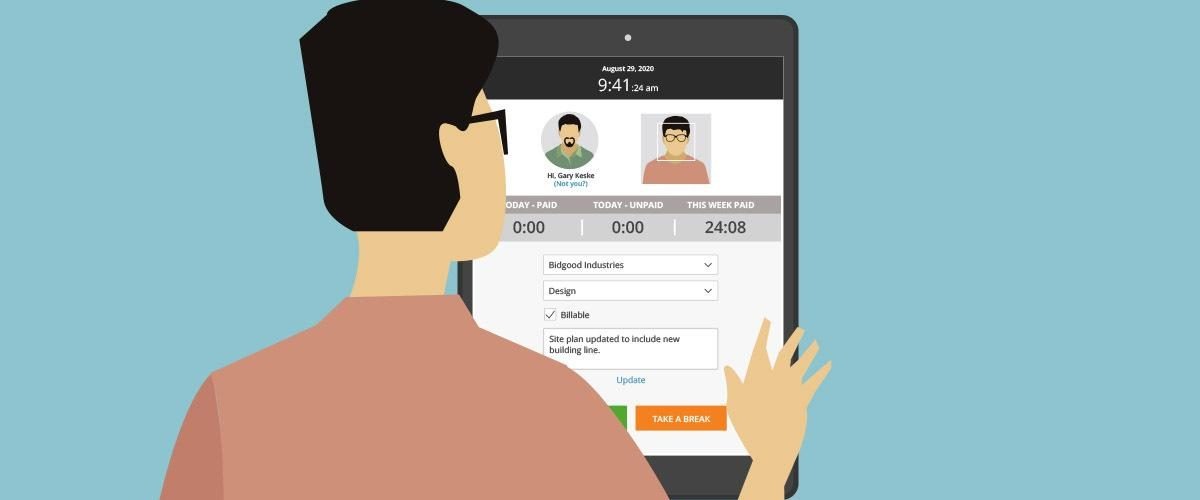 August 29, 2020
9:41:24 am
Hi, Gary Keske
(Not you?)
ODAY - PAID TODAY - UNPAID THIS WEEK PAID
0:00 0:00 24:08
Bidgood Industries
Design
Billable
Site plan updated to include new
building line.
Update
TAKE A BREAK